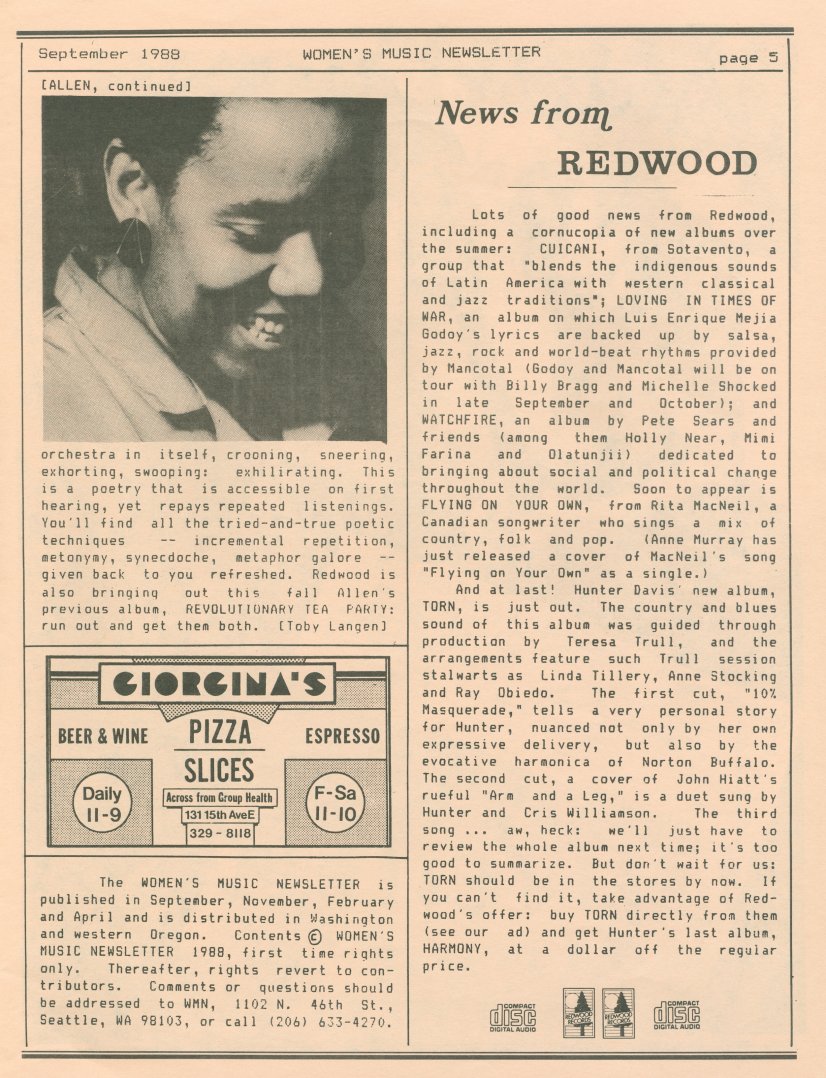 September 1988
WOMEN'S MUSIC NEWSLETTER
page 5
[ALLEN, continued]
orchestra in itself, crooning, sneering,
exhorting, swooping: exhilirating. This
is a poetry that is accessible on first
hearing, yet repays repeated listenings.
You'll find all the tried-and-true poetic
techniques -- incremental repetition,
metonymy, synecdoche, metaphor galore --
given back to you refreshed. Redwood is
also bringing out this fall Allen's
previous album, REVOLUTIONARY TEA PARTY:
run out and get them both. [Toby Langen]
GIORGINA'S
BEER & WINE
PIZZA
SLICES
ESPRESSO
Daily
11-9
Across from Group Health
131 15th Ave E
329 - 8118
F-Sa
11-10
The WOMEN'S MUSIC NEWSLETTER is
published in September, November, February
and April and is distributed in Washington
and western Oregon. Contents © WOMEN'S
MUSIC NEWSLETTER 1988, first time rights
only. Thereafter, rights revert to con-
tributors. Comments or questions should
be addressed to WMN, 1102 N. 46th St.,
Seattle, WA 98103, or call (206) 633-4270.
News from
REDWOOD
Lots of good news from Redwood,
including a cornucopia of new albums over
the summer: CUICANI, from Sotavento, a
group that "blends the indigenous sounds
of Latin America with western classical
and jazz traditions"; LOVING IN TIMES OF
WAR, an album on which Luis Enrique Mejia
Godoy's lyrics are backed up by salsa,
jazz, rock and world-beat rhythms provided
by Mancotal (Godoy and Mancotal will be on
tour with Billy Bragg and Michelle Shocked
in late September and October); and
WATCHFIRE, an album by Pete Sears and
friends (among them Holly Near, Mimi
Farina and Olatunjii) dedicated to
bringing about social and political change
throughout the world. Soon to appear is
FLYING ON YOUR OWN, from Rita MacNeil, a
Canadian songwriter who sings a mix of
country, folk and pop. (Anne Murray has
just released a cover of MacNeil's song
"Flying on Your Own" as a single.)
And at last! Hunter Davis' new album,
TORN, is just out. The country and blues
sound of this album was guided through
production by Teresa Trull, and the
arrangements feature such Trull session
stalwarts as Linda Tillery, Anne Stocking
and Ray Obiedo. The first cut, "10%
Masquerade," tells a very personal story
for Hunter, nuanced not only by her own
expressive delivery, but also by the
evocative harmonica of Norton Buffalo.
The second cut, a cover of John Hiatt's
rueful "Arm and a Leg," is a duet sung by
Hunter and Cris Williamson. The third
song ... aw, heck: we'll just have to
review the whole album next time; it's too
good to summarize. But don't wait for us:
TORN should be in the stores by now. If
you can't find it, take advantage of Red-
wood's offer: buy TORN directly from them
(see our ad) and get Hunter's last album,
HARMONY, at a dollar off the regular
price.
COMPACT
disc
DIGITAL AUDIO
REDWOOD
RECORDS
REDWOOD
RECORDS
COMPACT
disc
DIGITAL AUDIO